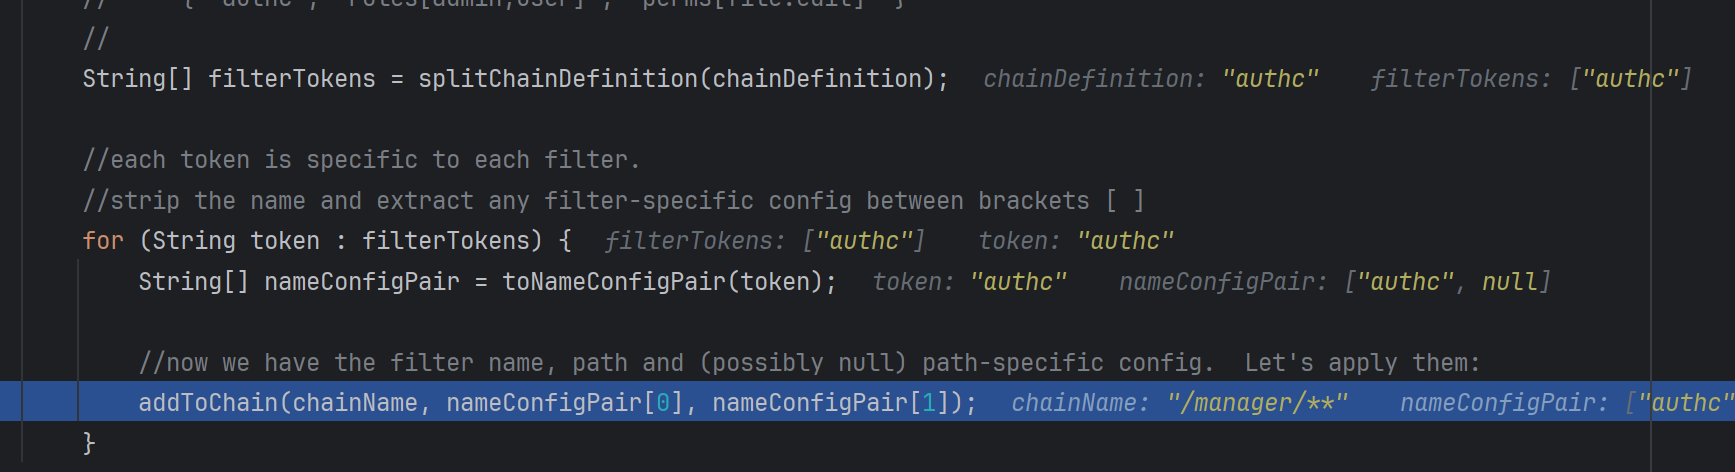 //      { "authc", "roles[admin,user]", "perms[file:edit]" }
//
String[] filterTokens = splitChainDefinition(chainDefinition);  chainDefinition: "authc"  filterTokens: ["authc"]
//each token is specific to each filter.
//strip the name and extract any filter-specific config between brackets [ ]
for (String token : filterTokens) {  filterTokens: ["authc"]  token: "authc"
String[] nameConfigPair = toNameConfigPair(token);  token: "authc"  nameConfigPair: ["authc", null]
//now we have the filter name, path and (possibly null) path-specific config.  Let's apply them:
addToChain(chainName, nameConfigPair[0], nameConfigPair[1]);  chainName: "/manager/**"  nameConfigPair: ["authc"
}